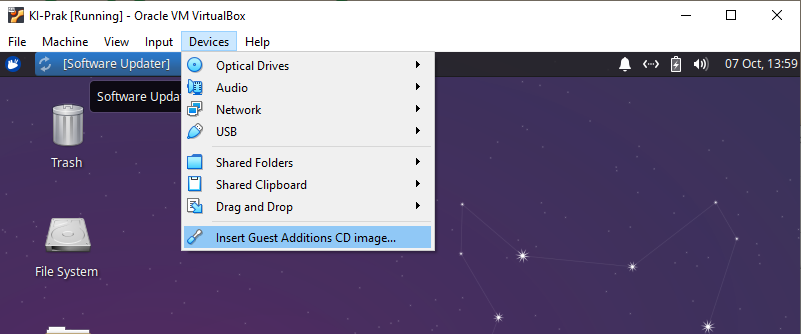 KI-Prak [Running] - Oracle VM VirtualBox
File Machine View Input Devices Help
[Software Updater]
07 Oct, 13:59
Software Upda
Optical Drives
Audio
Network
USB
Shared Folders
Shared Clipboard
Drag and Drop
Insert Guest Additions CD image...
Trash
File System